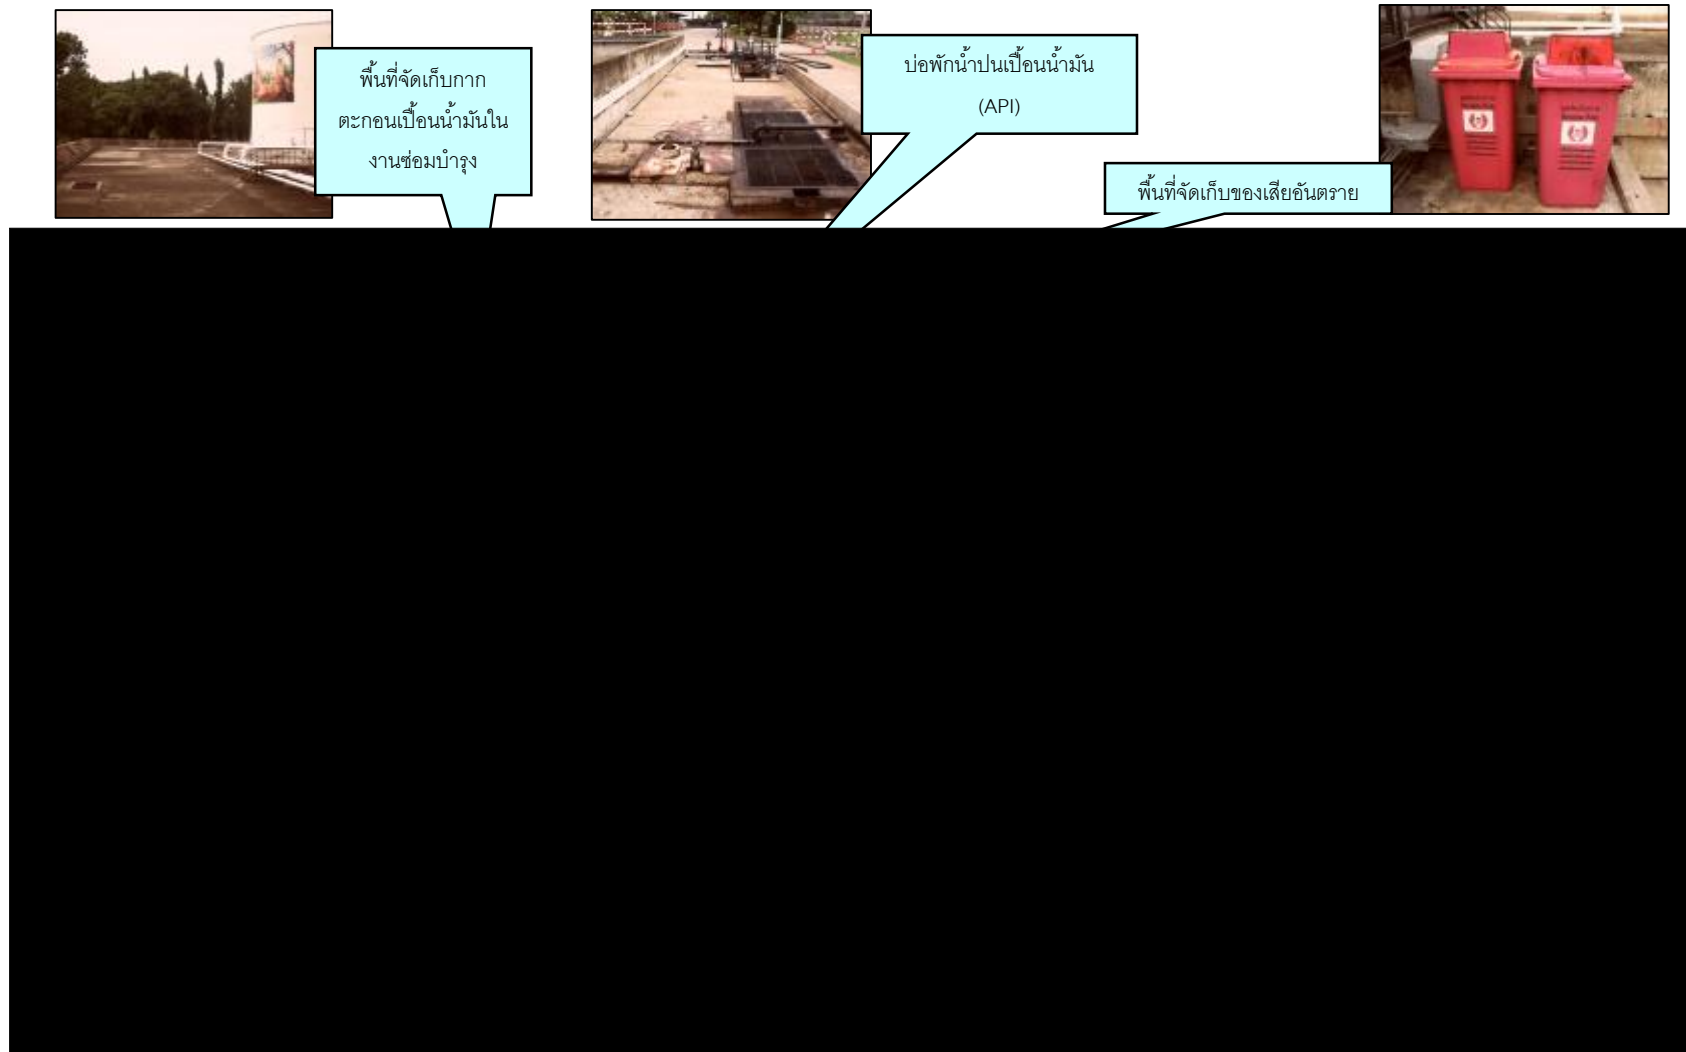 พื้นที่จัดเก็บกาก
ตะกอนเปื้อนน้ำมันใน
งานซ่อมบำรุง
บ่อพักน้ำปนเปื้อนน้ำมัน
(API)
พื้นที่จัดเก็บของเสียอันตราย